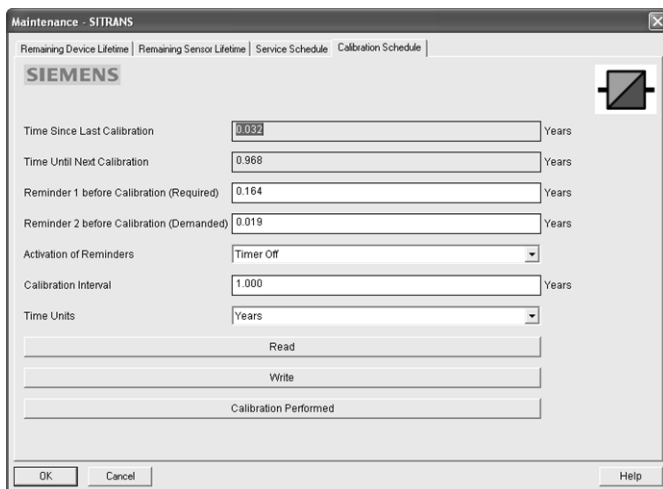 Maintenance - SITRANS
Remaining Device Lifetime Remaining Sensor Lifetime Service Schedule Calibration Schedule
SIEMENS
Time Since Last Calibration 0.032 Years
Time Until Next Calibration 0.968 Years
Reminder 1 before Calibration (Required) 0.164 Years
Reminder 2 before Calibration (Demanded) 0.019 Years
Activation of Reminders Timer Off
Calibration Interval 1.000 Years
Time Units Years
Read
Write
Calibration Performed
OK Cancel Help